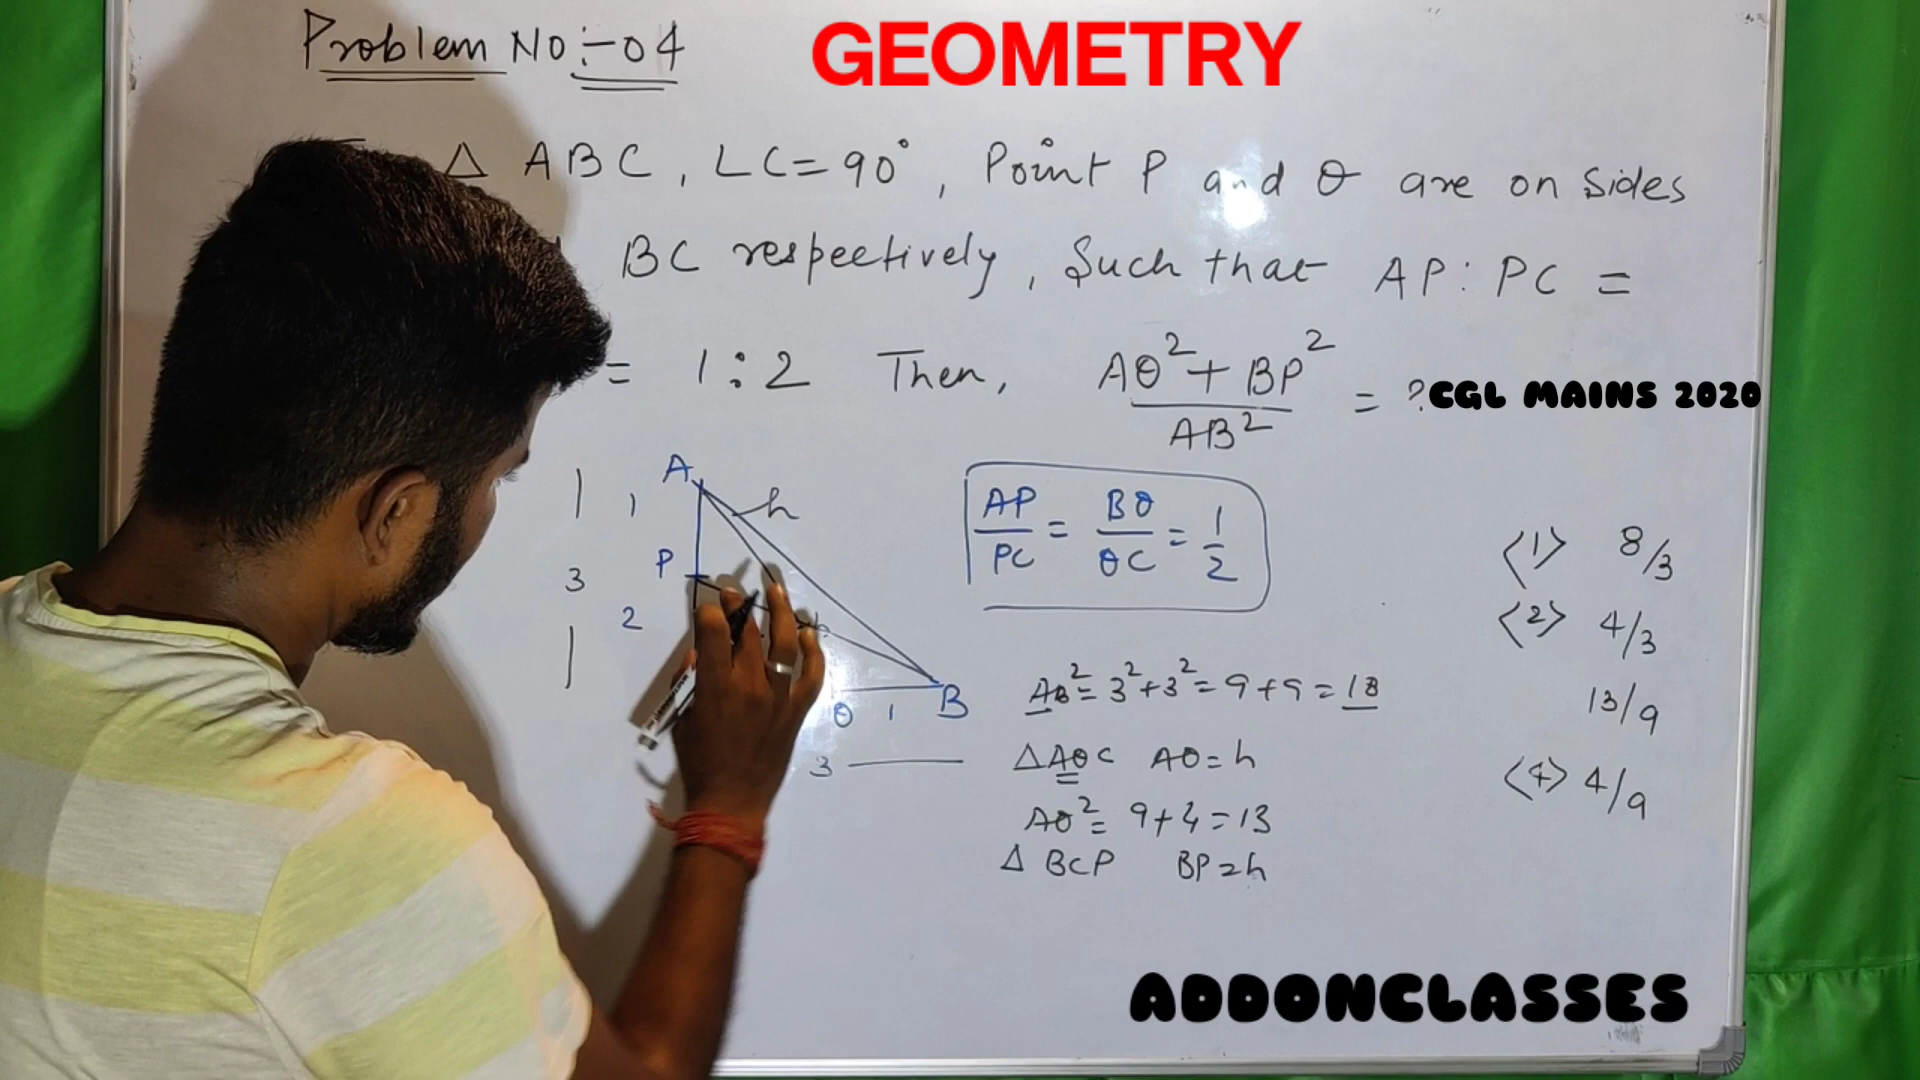 Problem No:-04
GEOMETRY
Δ ABC, ∟C=90°, Point P and Q are on Sides
BC respectively, Such that AP:PC =
= 1:2 Then, AQ²+BP²/AB² = ?
CGL MAINS 2020
A
h
1
P
3
2
h
Q 1 B
3
AP/PC = BQ/QC = 1/2
AB²= 3²+3²= 9+9=18
ΔAQC AQ=h
AQ²= 9+4=13
Δ BCP BP=h
<1> 8/3
<2> 4/3
13/9
<4> 4/9
ADDONCLASSES